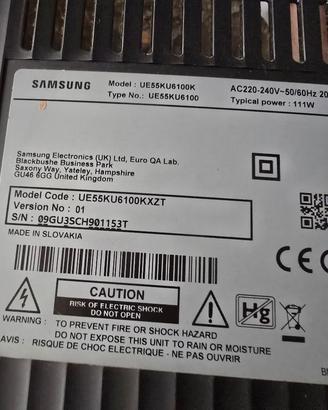 SAMSUNG
Model : UE55KU6100K
Type No.: UE55KU6100
AC220-240V~50/60Hz 20
Typical power : 111W
Samsung Electronics (UK) Ltd, Euro QA Lab.
Blackbushe Business Park
Saxony Way, Yateley, Hampshire
GU46 6GG United Kingdom
Model Code : UE55KU6100KXZT
Version No : 01
S/N : 09GU3SCH901153T
MADE IN SLOVAKIA
CE
CAUTION
RISK OF ELECTRIC SHOCK
DO NOT OPEN
Hg
WARNING : TO PREVENT FIRE OR SHOCK HAZARD
DO NOT EXPOSE THIS UNIT TO RAIN OR MOISTURE
AVIS : RISQUE DE CHOC ELECTRIQUE - NE PAS OUVRIR